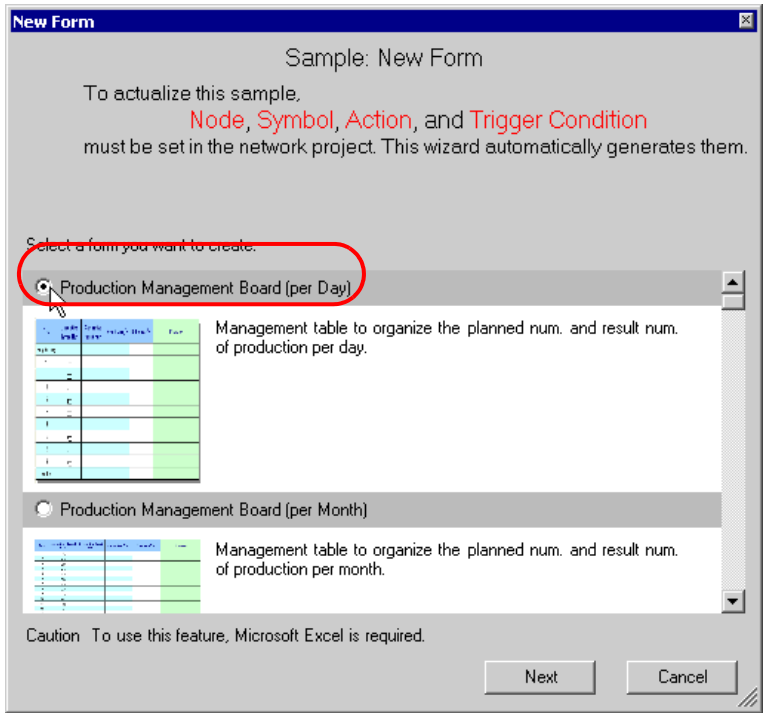 New Form
Sample: New Form
To actualize this sample,
Node, Symbol, Action, and Trigger Condition
must be set in the network project. This wizard automatically generates them.
Select a form you want to create.
Production Management Board (per Day)
Management table to organize the planned num. and result num.
of production per day.
Production Management Board (per Month)
Management table to organize the planned num. and result num.
of production per month.
Caution To use this feature, Microsoft Excel is required.
Next
Cancel